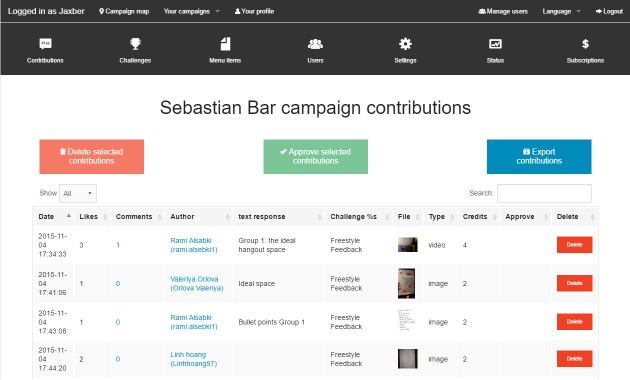 Logged in as Jaxber Campaign map Your campaigns Your profile Manage users Language Logout
Contributions Challenges Menu items Users Settings Status Subscriptions
Sebastian Bar campaign contributions
Delete selected contributions
Approve selected contributions
Export contributions
Show All Search:
Date Likes Comments Author text response Challenge %s File Type Credits Approve Delete
2015-11-04 17:34:33 3 1 Rami Alsabki (rami.alsebki1) Group 1: the ideal hangout space Freestyle Feedback video 4 Delete
2015-11-04 17:41:06 1 0 Valeriya Orlova (Orlova Valeriya) Ideal space Freestyle Feedback image 2 Delete
2015-11-04 17:43:08 1 0 Rami Alsabki (rami.alsebki1) Bullet points Group 1 Freestyle Feedback image 2 Delete
2015-11-04 17:44:20 2 0 Linh hoang (Linhhoang97) Freestyle Feedback image 2 Delete